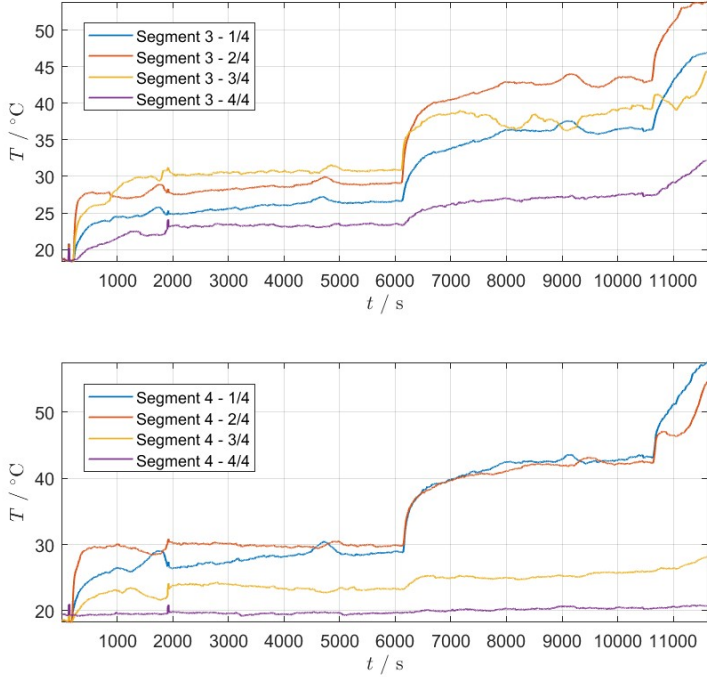 50
45
40
35
30
25
20
T / °C
Segment 3 - 1/4
Segment 3 - 2/4
Segment 3 - 3/4
Segment 3 - 4/4
1000 2000 3000 4000 5000 6000 7000 8000 9000 10000 11000
t / s
50
40
30
20
T / °C
Segment 4 - 1/4
Segment 4 - 2/4
Segment 4 - 3/4
Segment 4 - 4/4
1000 2000 3000 4000 5000 6000 7000 8000 9000 10000 11000
t / s